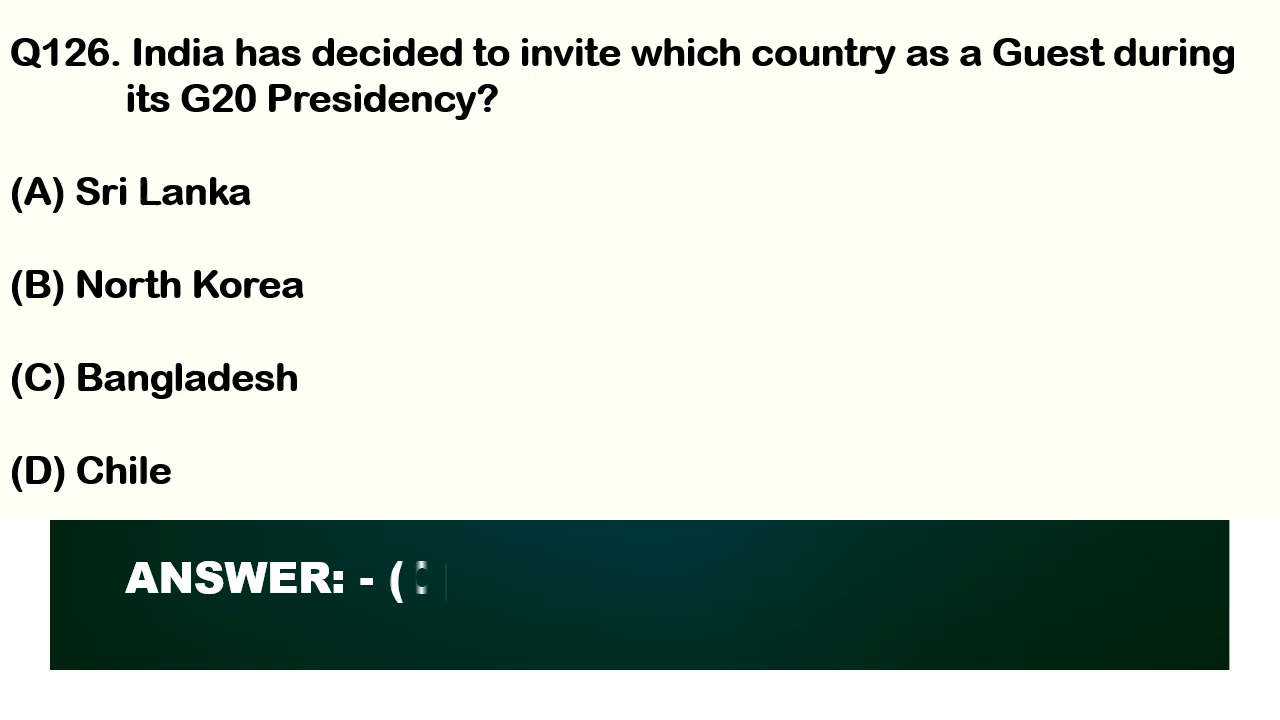 Q126. India has decided to invite which country as a Guest during
its G20 Presidency?
(A) Sri Lanka
(B) North Korea
(C) Bangladesh
(D) Chile
ANSWER: - (